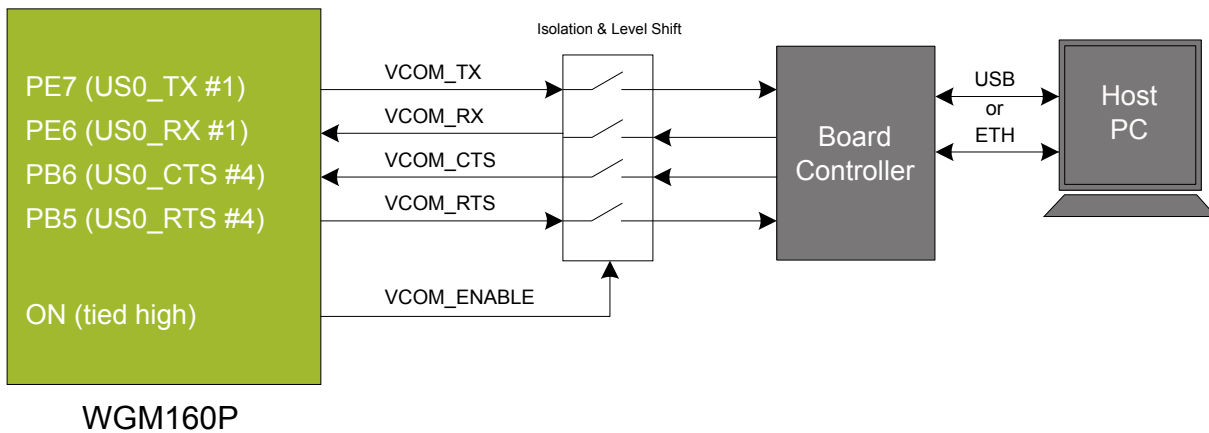 Isolation & Level Shift
PE7 (US0_TX #1)
PE6 (US0_RX #1)
PB6 (US0_CTS #4)
PB5 (US0_RTS #4)
ON (tied high)
VCOM_TX
VCOM_RX
VCOM_CTS
VCOM_RTS
VCOM_ENABLE
Board
Controller
USB
or
ETH
Host
PC
WGM160P